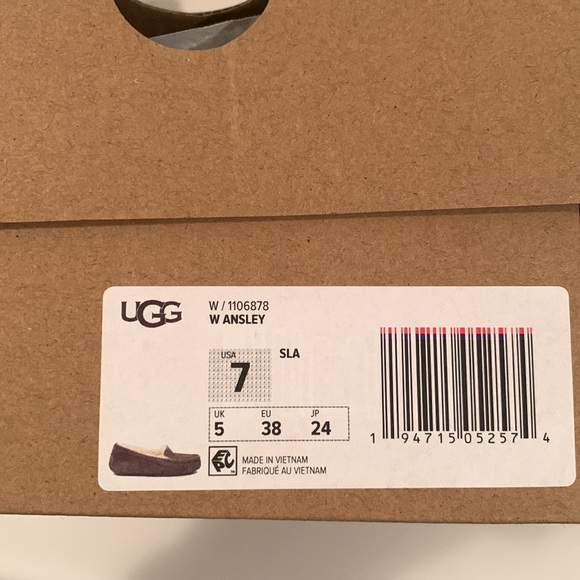 UGG
W / 1106878
W ANSLEY
USA
7
SLA
UK EU JP
5 38 24
MADE IN VIETNAM
FABRIQUÉ AU VIETNAM
1 94715 05257 4